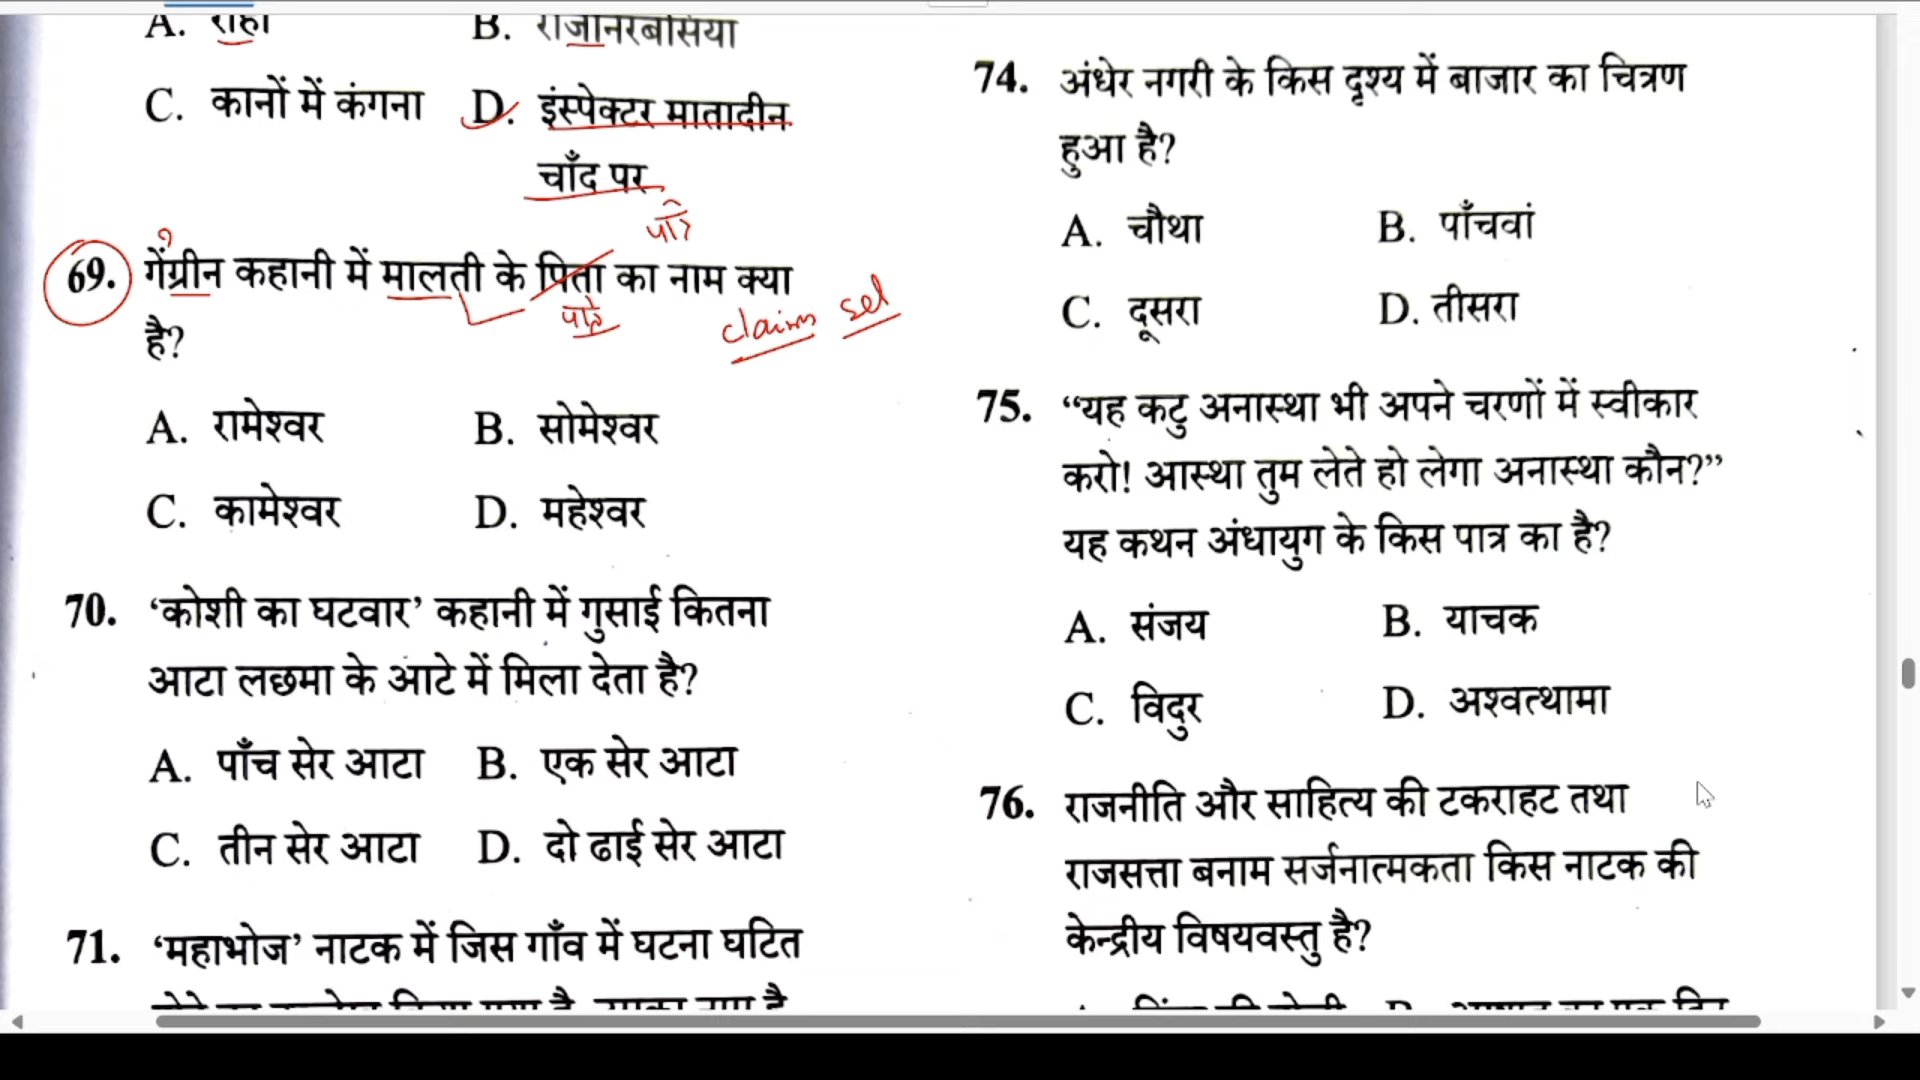 A. राही B. राजानिरबंसिया
C. कानों में कंगना D. इंस्पेक्टर मातादीन
चाँद पर
पति
69. गेंग्रीन कहानी में मालती के पिता का नाम क्या
है?
पति
claim sel
A. रामेश्वर B. सोमेश्वर
C. कामेश्वर D. महेश्वर
70. ‘कोशी का घटवार’ कहानी में गुसाई कितना
आटा लछमा के आटे में मिला देता है?
A. पाँच सेर आटा B. एक सेर आटा
C. तीन सेर आटा D. दो ढाई सेर आटा
71. ‘महाभोज’ नाटक में जिस गाँव में घटना घटित
74. अंधेर नगरी के किस दृश्य में बाजार का चित्रण
हुआ है?
A. चौथा B. पाँचवां
C. दूसरा D. तीसरा
75. “यह कटु अनास्था भी अपने चरणों में स्वीकार
करो! आस्था तुम लेते हो लेगा अनास्था कौन?”
यह कथन अंधायुग के किस पात्र का है?
A. संजय B. याचक
C. विदुर D. अश्वत्थामा
76. राजनीति और साहित्य की टकराहट तथा
राजसत्ता बनाम सर्जनात्मकता किस नाटक की
केन्द्रीय विषयवस्तु है?